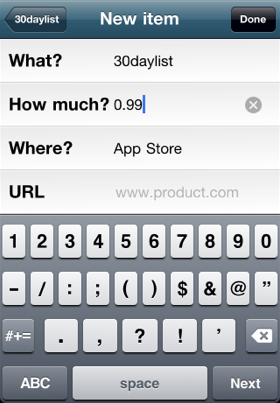 30daylist New item Done
What? 30daylist
How much? 0.99
Where? App Store
URL www.product.com
1 2 3 4 5 6 7 8 9 0
- / : ; ( ) $ & @ "
#+= . , ? ! '
ABC space Next